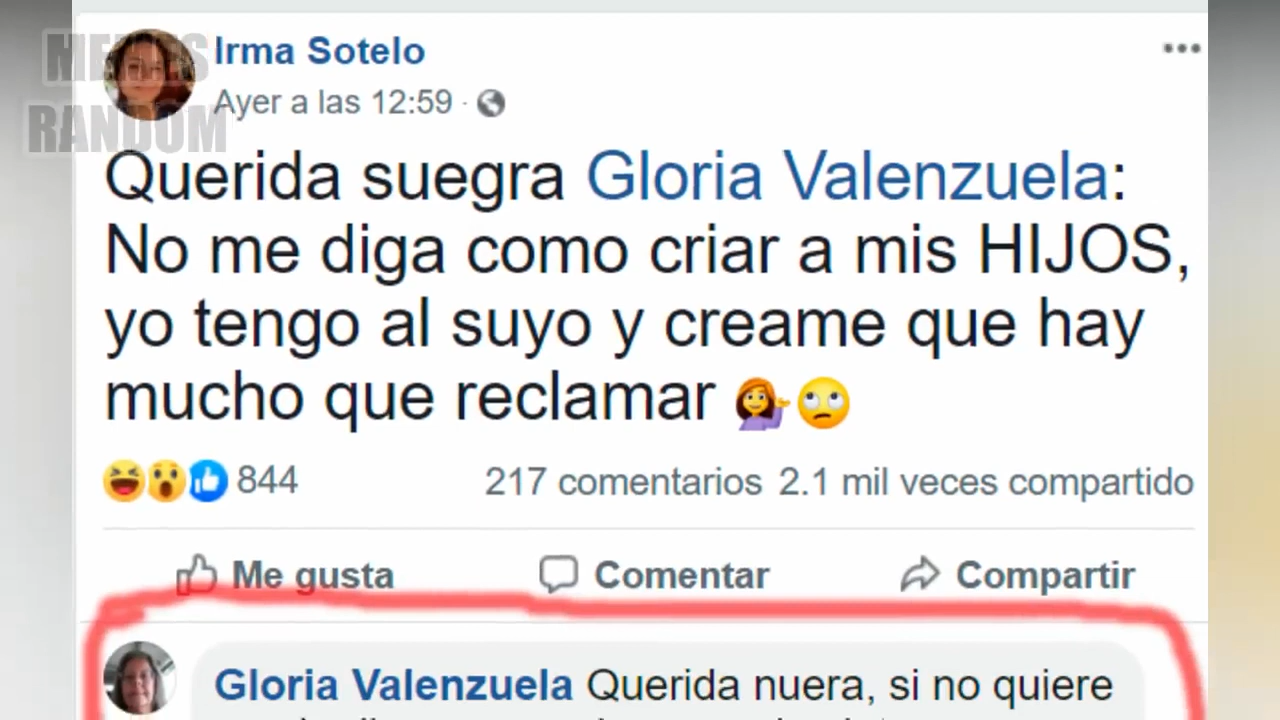 MEMES
RANDOM
Irma Sotelo
Ayer a las 12:59
Querida suegra Gloria Valenzuela:
No me diga como criar a mis HIJOS,
yo tengo al suyo y creame que hay
mucho que reclamar
844 217 comentarios 2.1 mil veces compartido
Me gusta Comentar Compartir
Gloria Valenzuela Querida nuera, si no quiere